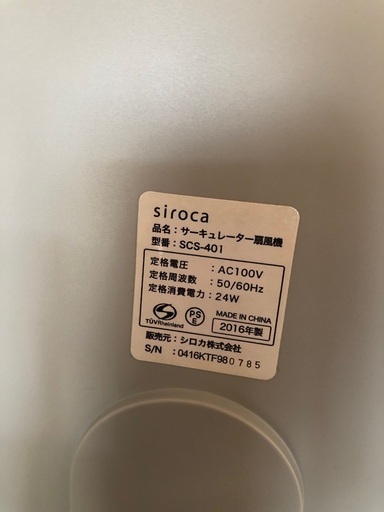 siroca
品名：サーキュレーター扇風機
型番：SCS-401
定格電圧：AC100V
定格周波数：50/60Hz
定格消費電力：24W
S
TÜVRheinland
PSE
MADE IN CHINA
2016年製
販売元：シロカ株式会社
S/N：0416KTF980785